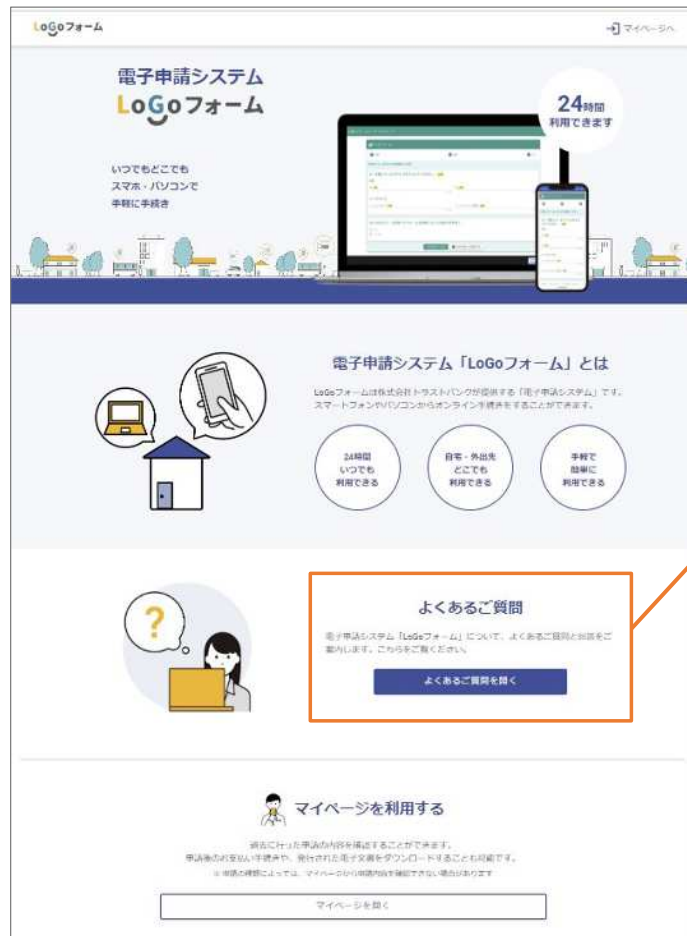 LoGoフォーム
マイページへ
電子申請システム
LoGoフォーム
24時間
利用できます
いつでもどこでも
スマホ・パソコンで
手軽に手続き
電子申請システム「LoGoフォーム」とは
LoGoフォームは株式会社トラストバンクが提供する「電子申請システム」です。
スマートフォンやパソコンからオンライン手続きをすることができます。
24時間
いつでも
利用できる
自宅・外出先
どこでも
利用できる
手軽で
簡単に
利用できる
?
よくあるご質問
電子申請システム「LoGoフォーム」について、よくあるご質問と回答をご
案内します。こちらをご覧ください。
よくあるご質問を開く
マイページを利用する
過去に行った申請の内容を確認することができます。
申請後のお支払い手続きや、発行された電子文書をダウンロードすることも可能です。
※ 申請の種類によっては、マイページから申請内容を確認できない場合があります
マイページを開く